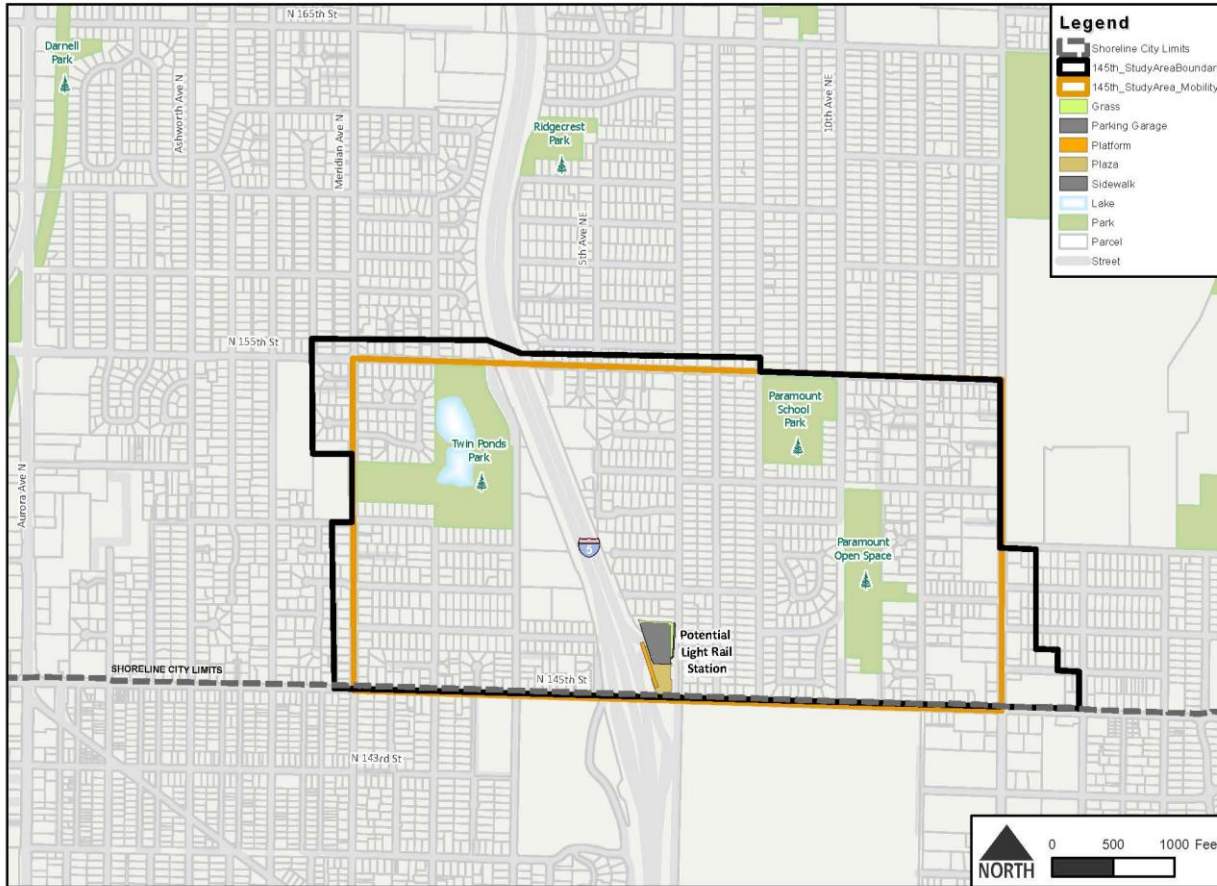 N 165th St
Darnell
Park
Ashworth Ave N
Meridian Ave N
Ridgecrest
Park
5th Ave NE
10th Ave NE
Legend
Shoreline City Limits
145th_StudyAreaBoundar
145th_StudyArea_Mobility
Grass
Parking Garage
Platform
Plaza
Sidewalk
Lake
Park
Parcel
Street
N 155th St
Aurora Ave N
Twin Ponds
Park
Paramount
School
Park
5
Paramount
Open Space
Potential
Light Rail
Station
SHORELINE CITY LIMITS
N 145th St
N 143rd St
NORTH
0 500 1000 Fee